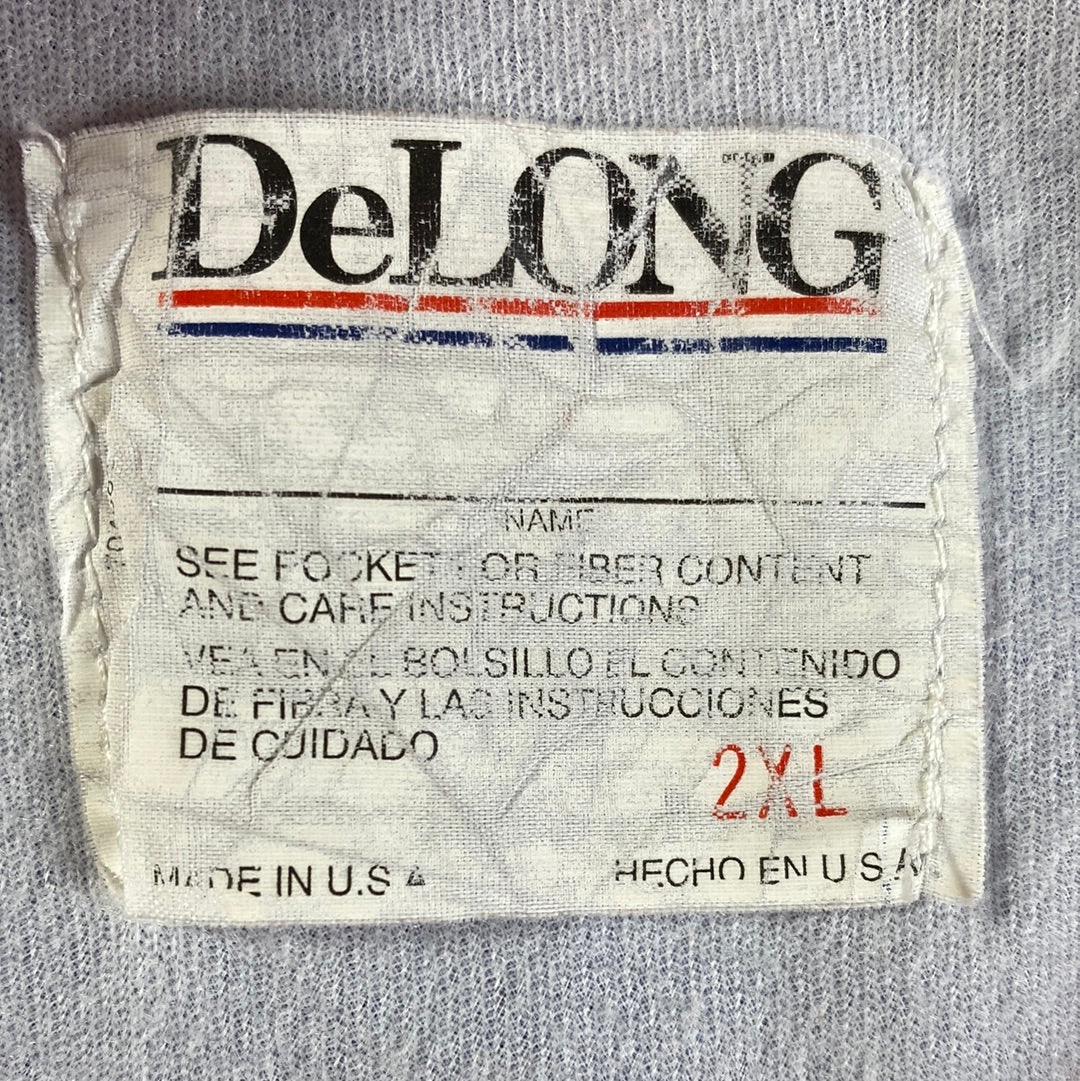 DeLONG
NAME
SEE POCKET FOR FIBER CONTENT
AND CARE INSTRUCTIONS
VEA EN EL BOLSILLO EL CONTENIDO
DE FIBRA Y LAS INSTRUCCIONES
DE CUIDADO
2XL
MADE IN U.S.A
HECHO EN U S A